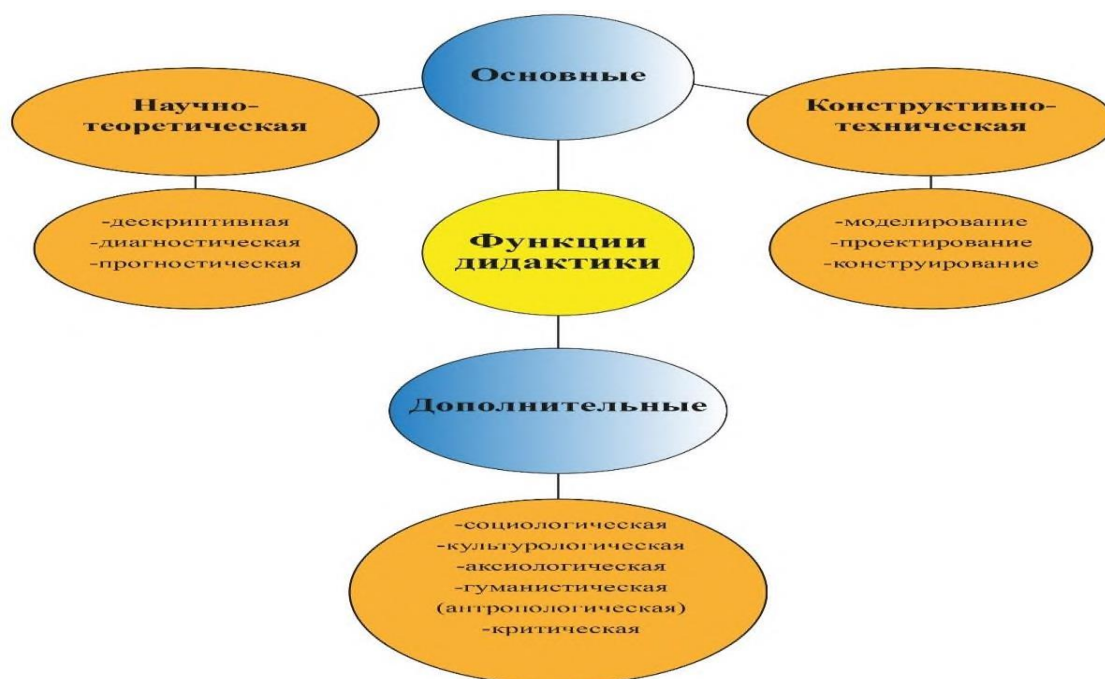 Основные
Научно-
теоретическая
Конструктивно-
техническая
-дескриптивная
-диагностическая
-прогностическая
Функции
дидактики
-моделирование
-проектирование
-конструирование
Дополнительные
-социологическая
-культурологическая
-аксиологическая
-гуманистическая
(антропологическая)
-критическая